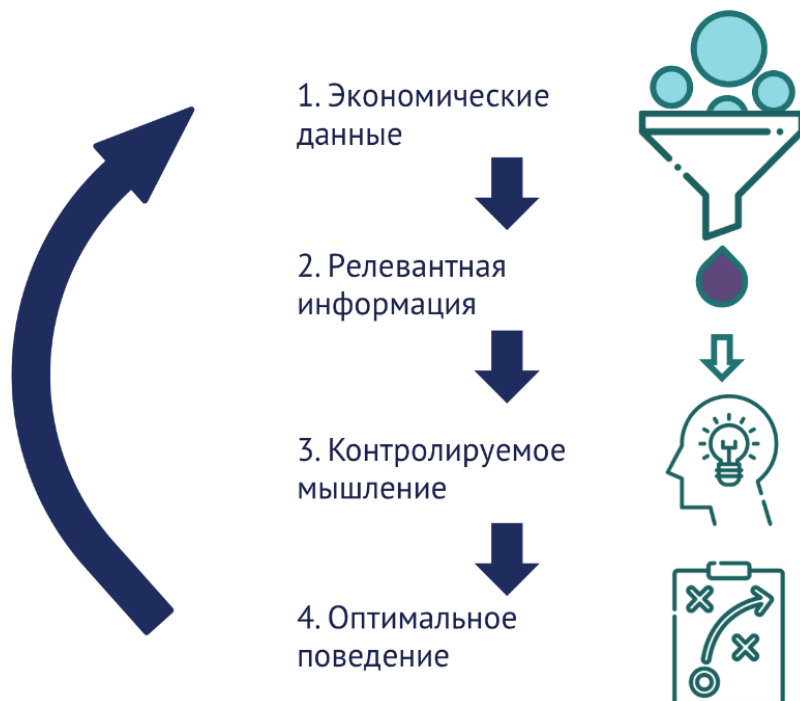 1. Экономические
данные
2. Релевантная
информация
3. Контролируемое
мышление
4. Оптимальное
поведение